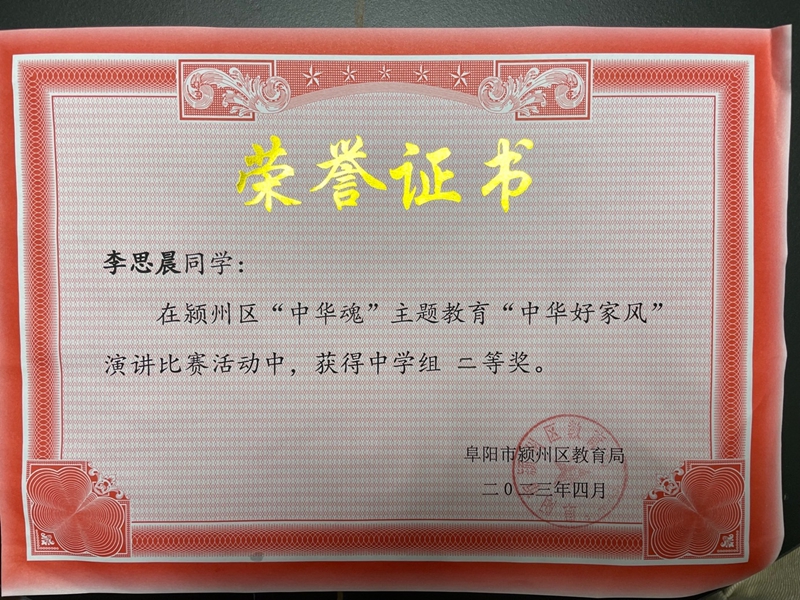 荣誉证书
李思晨同学：
在颍州区“中华魂”主题教育“中华好家风”
演讲比赛活动中，获得中学组 二等奖。
阜阳市颍州区教育局
二0二三年四月